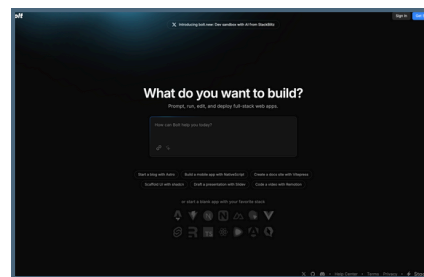 bolt
Sign In
Introducing bolt.new: Dev sandbox with AI from StackBlitz
What do you want to build?
Prompt, run, edit, and deploy full-stack web apps.
How can Bolt help you today?
Start a blog with Astro
Build a mobile app with NativeScript
Create a docs site with Vitepress
Scaffold UI with shadcn
Draft a presentation with Slidev
Code a video with Remotion
or start a blank app with your favorite stack
Help Center
Terms
Privacy